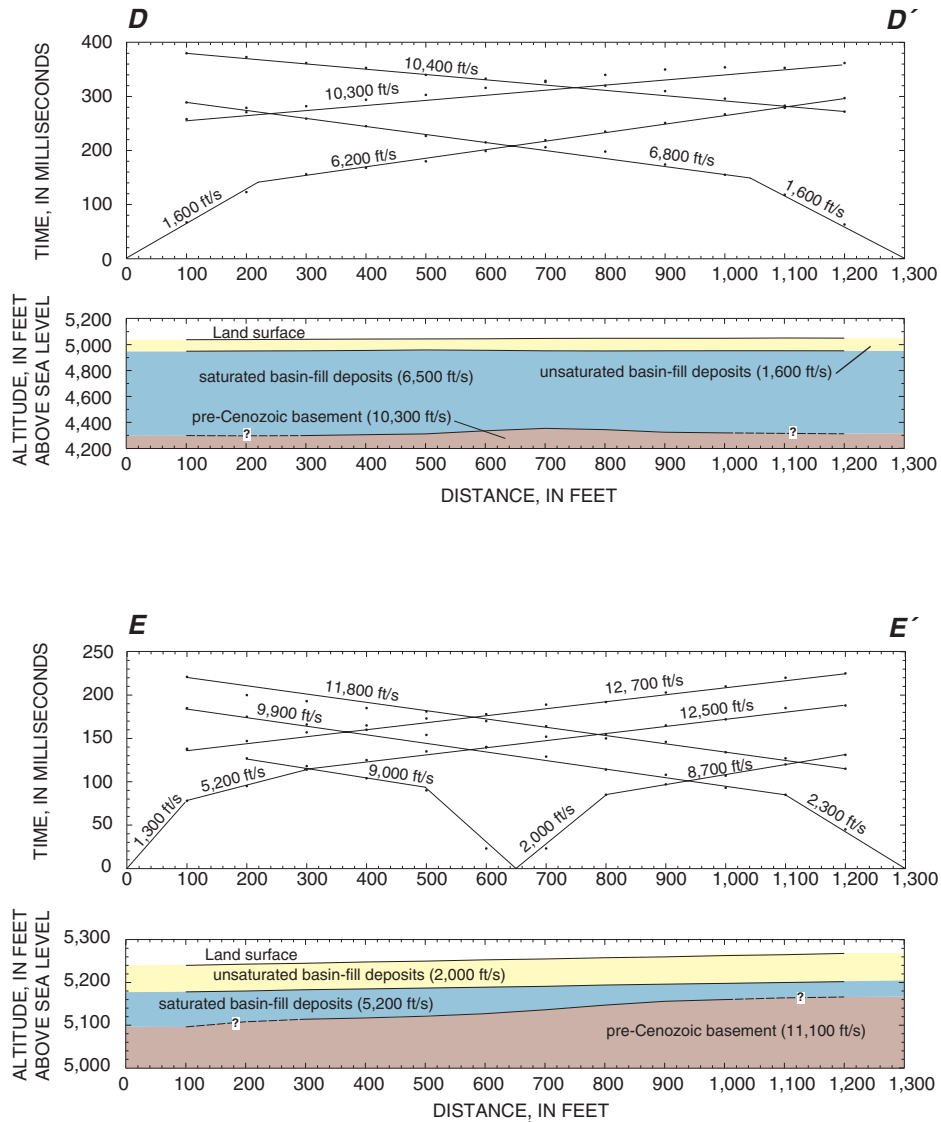 D D´
TIME, IN MILLISECONDS
400
300
200
100
0
10,400 ft/s
10,300 ft/s
6,200 ft/s
6,800 ft/s
1,600 ft/s
1,600 ft/s
0 100 200 300 400 500 600 700 800 900 1,000 1,100 1,200 1,300
ALTITUDE, IN FEET
ABOVE SEA LEVEL
5,200
5,000
4,800
4,600
4,400
4,200
Land surface
saturated basin-fill deposits (6,500 ft/s)
unsaturated basin-fill deposits (1,600 ft/s)
pre-Cenozoic basement (10,300 ft/s)
? ?
0 100 200 300 400 500 600 700 800 900 1,000 1,100 1,200 1,300
DISTANCE, IN FEET
E E´
TIME, IN MILLISECONDS
250
200
150
100
50
0
11,800 ft/s
12, 700 ft/s
9,900 ft/s
12,500 ft/s
5,200 ft/s
9,000 ft/s
8,700 ft/s
1,300 ft/s
2,000 ft/s
2,300 ft/s
0 100 200 300 400 500 600 700 800 900 1,000 1,100 1,200 1,300
ALTITUDE, IN FEET
ABOVE SEA LEVEL
5,300
5,200
5,100
5,000
Land surface
unsaturated basin-fill deposits (2,000 ft/s)
saturated basin-fill deposits (5,200 ft/s)
? ?
pre-Cenozoic basement (11,100 ft/s)
0 100 200 300 400 500 600 700 800 900 1,000 1,100 1,200 1,300
DISTANCE, IN FEET